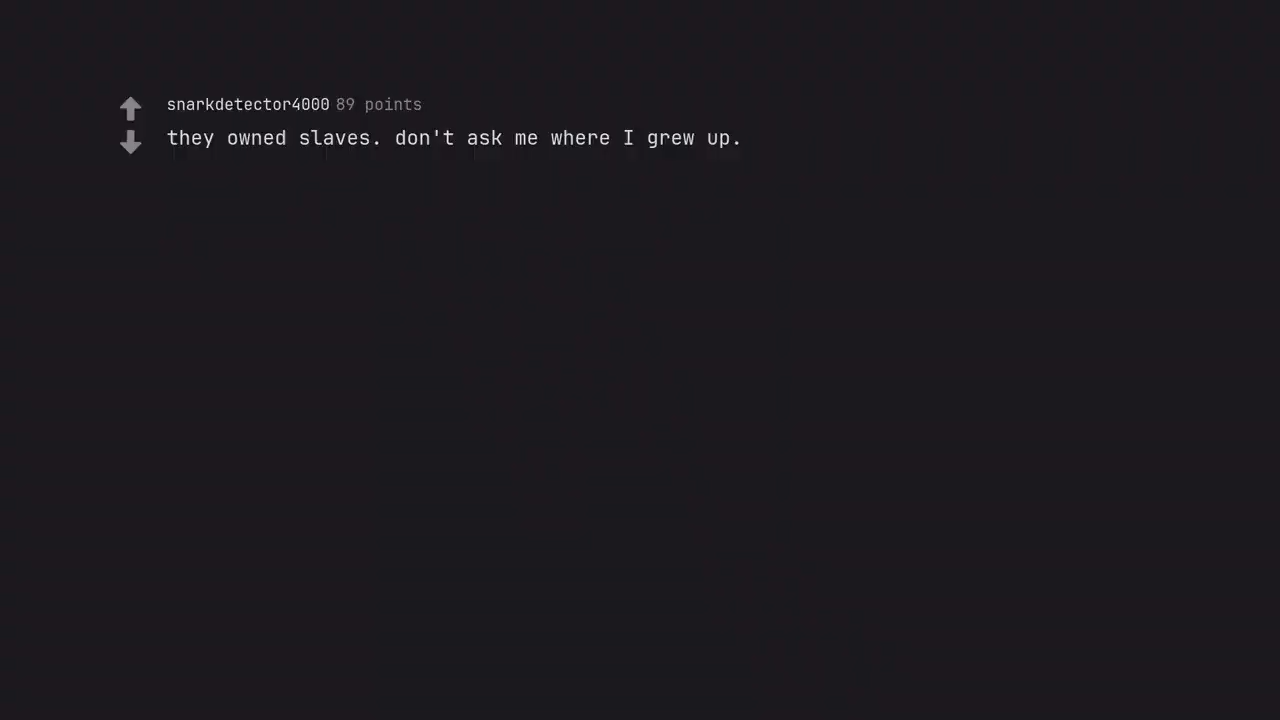 snarkdetector4000 89 points
they owned slaves. don't ask me where I grew up.